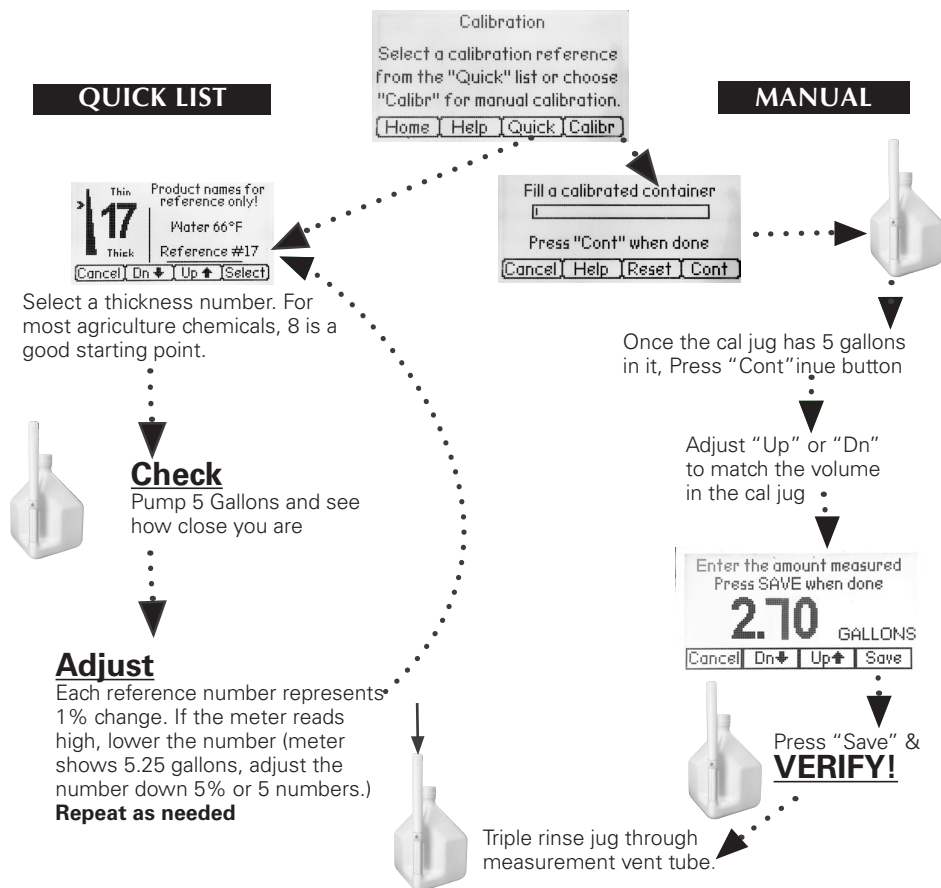 Calibration
Select a calibration reference
from the "Quick" list or choose
"Calibr" for manual calibration.
Home Help Quick Calibr
QUICK LIST
Thin
17
Thick
Product names for
reference only!
Water 66°F
Reference #17
Cancel Dn Up Select
Select a thickness number. For
most agriculture chemicals, 8 is a
good starting point.
Check
Pump 5 Gallons and see
how close you are
Adjust
Each reference number represents
1% change. If the meter reads
high, lower the number (meter
shows 5.25 gallons, adjust the
number down 5% or 5 numbers.)
Repeat as needed
MANUAL
Fill a calibrated container
Press "Cont" when done
Cancel Help Reset Cont
Once the cal jug has 5 gallons
in it, Press “Cont”inue button
Adjust “Up” or “Dn”
to match the volume
in the cal jug
Enter the amount measured
Press SAVE when done
2.70 GALLONS
Cancel Dn Up Save
Press “Save” &
VERIFY!
Triple rinse jug through
measurement vent tube.